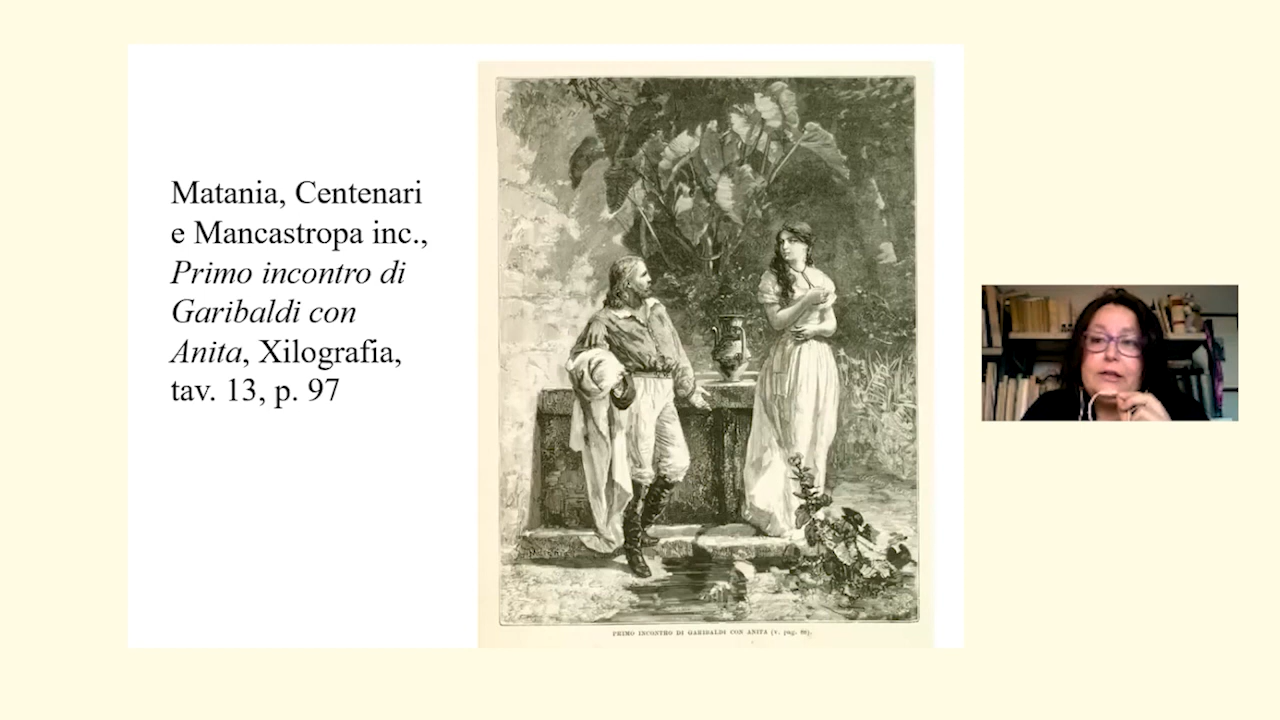 Matania, Centenari
e Mancastropa inc.,
Primo incontro di
Garibaldi con
Anita, Xilografia,
tav. 13, p. 97
PRIMO INCONTRO DI GARIBALDI CON ANITA (v. pag.